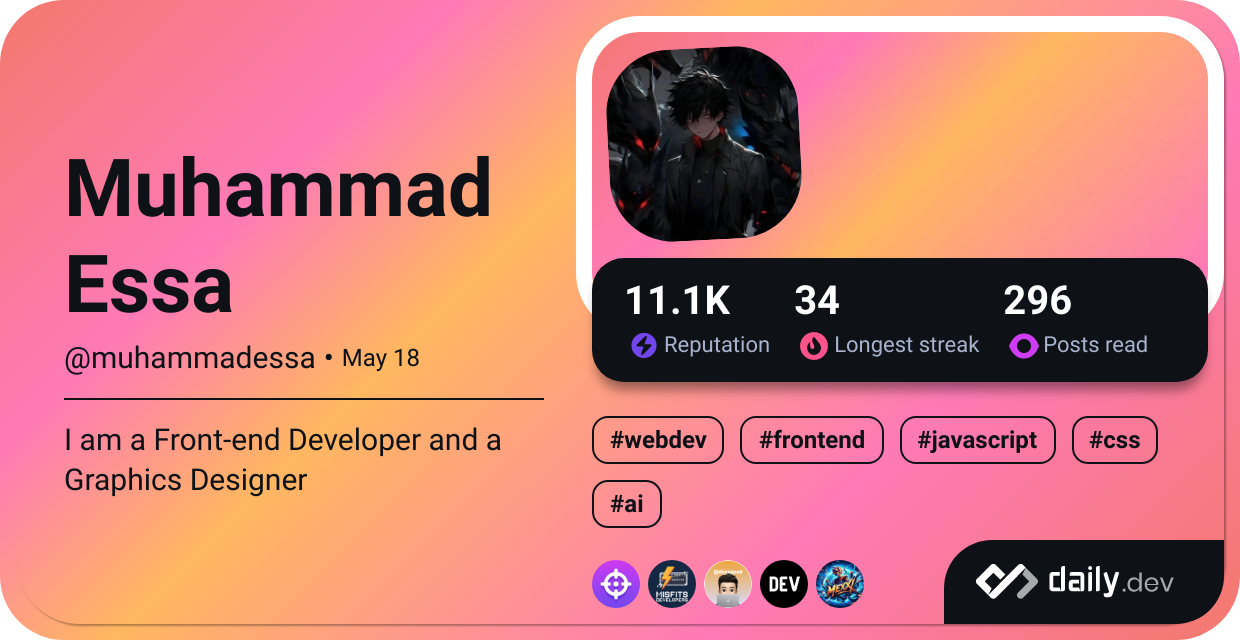 Muhammad
Essa
@muhammadessa • May 18
I am a Front-end Developer and a
Graphics Designer
11.1K 34 296
Reputation Longest streak Posts read
#webdev #frontend #javascript #css
#ai
MISFITS
DEVELOPERS
DEV
daily.dev